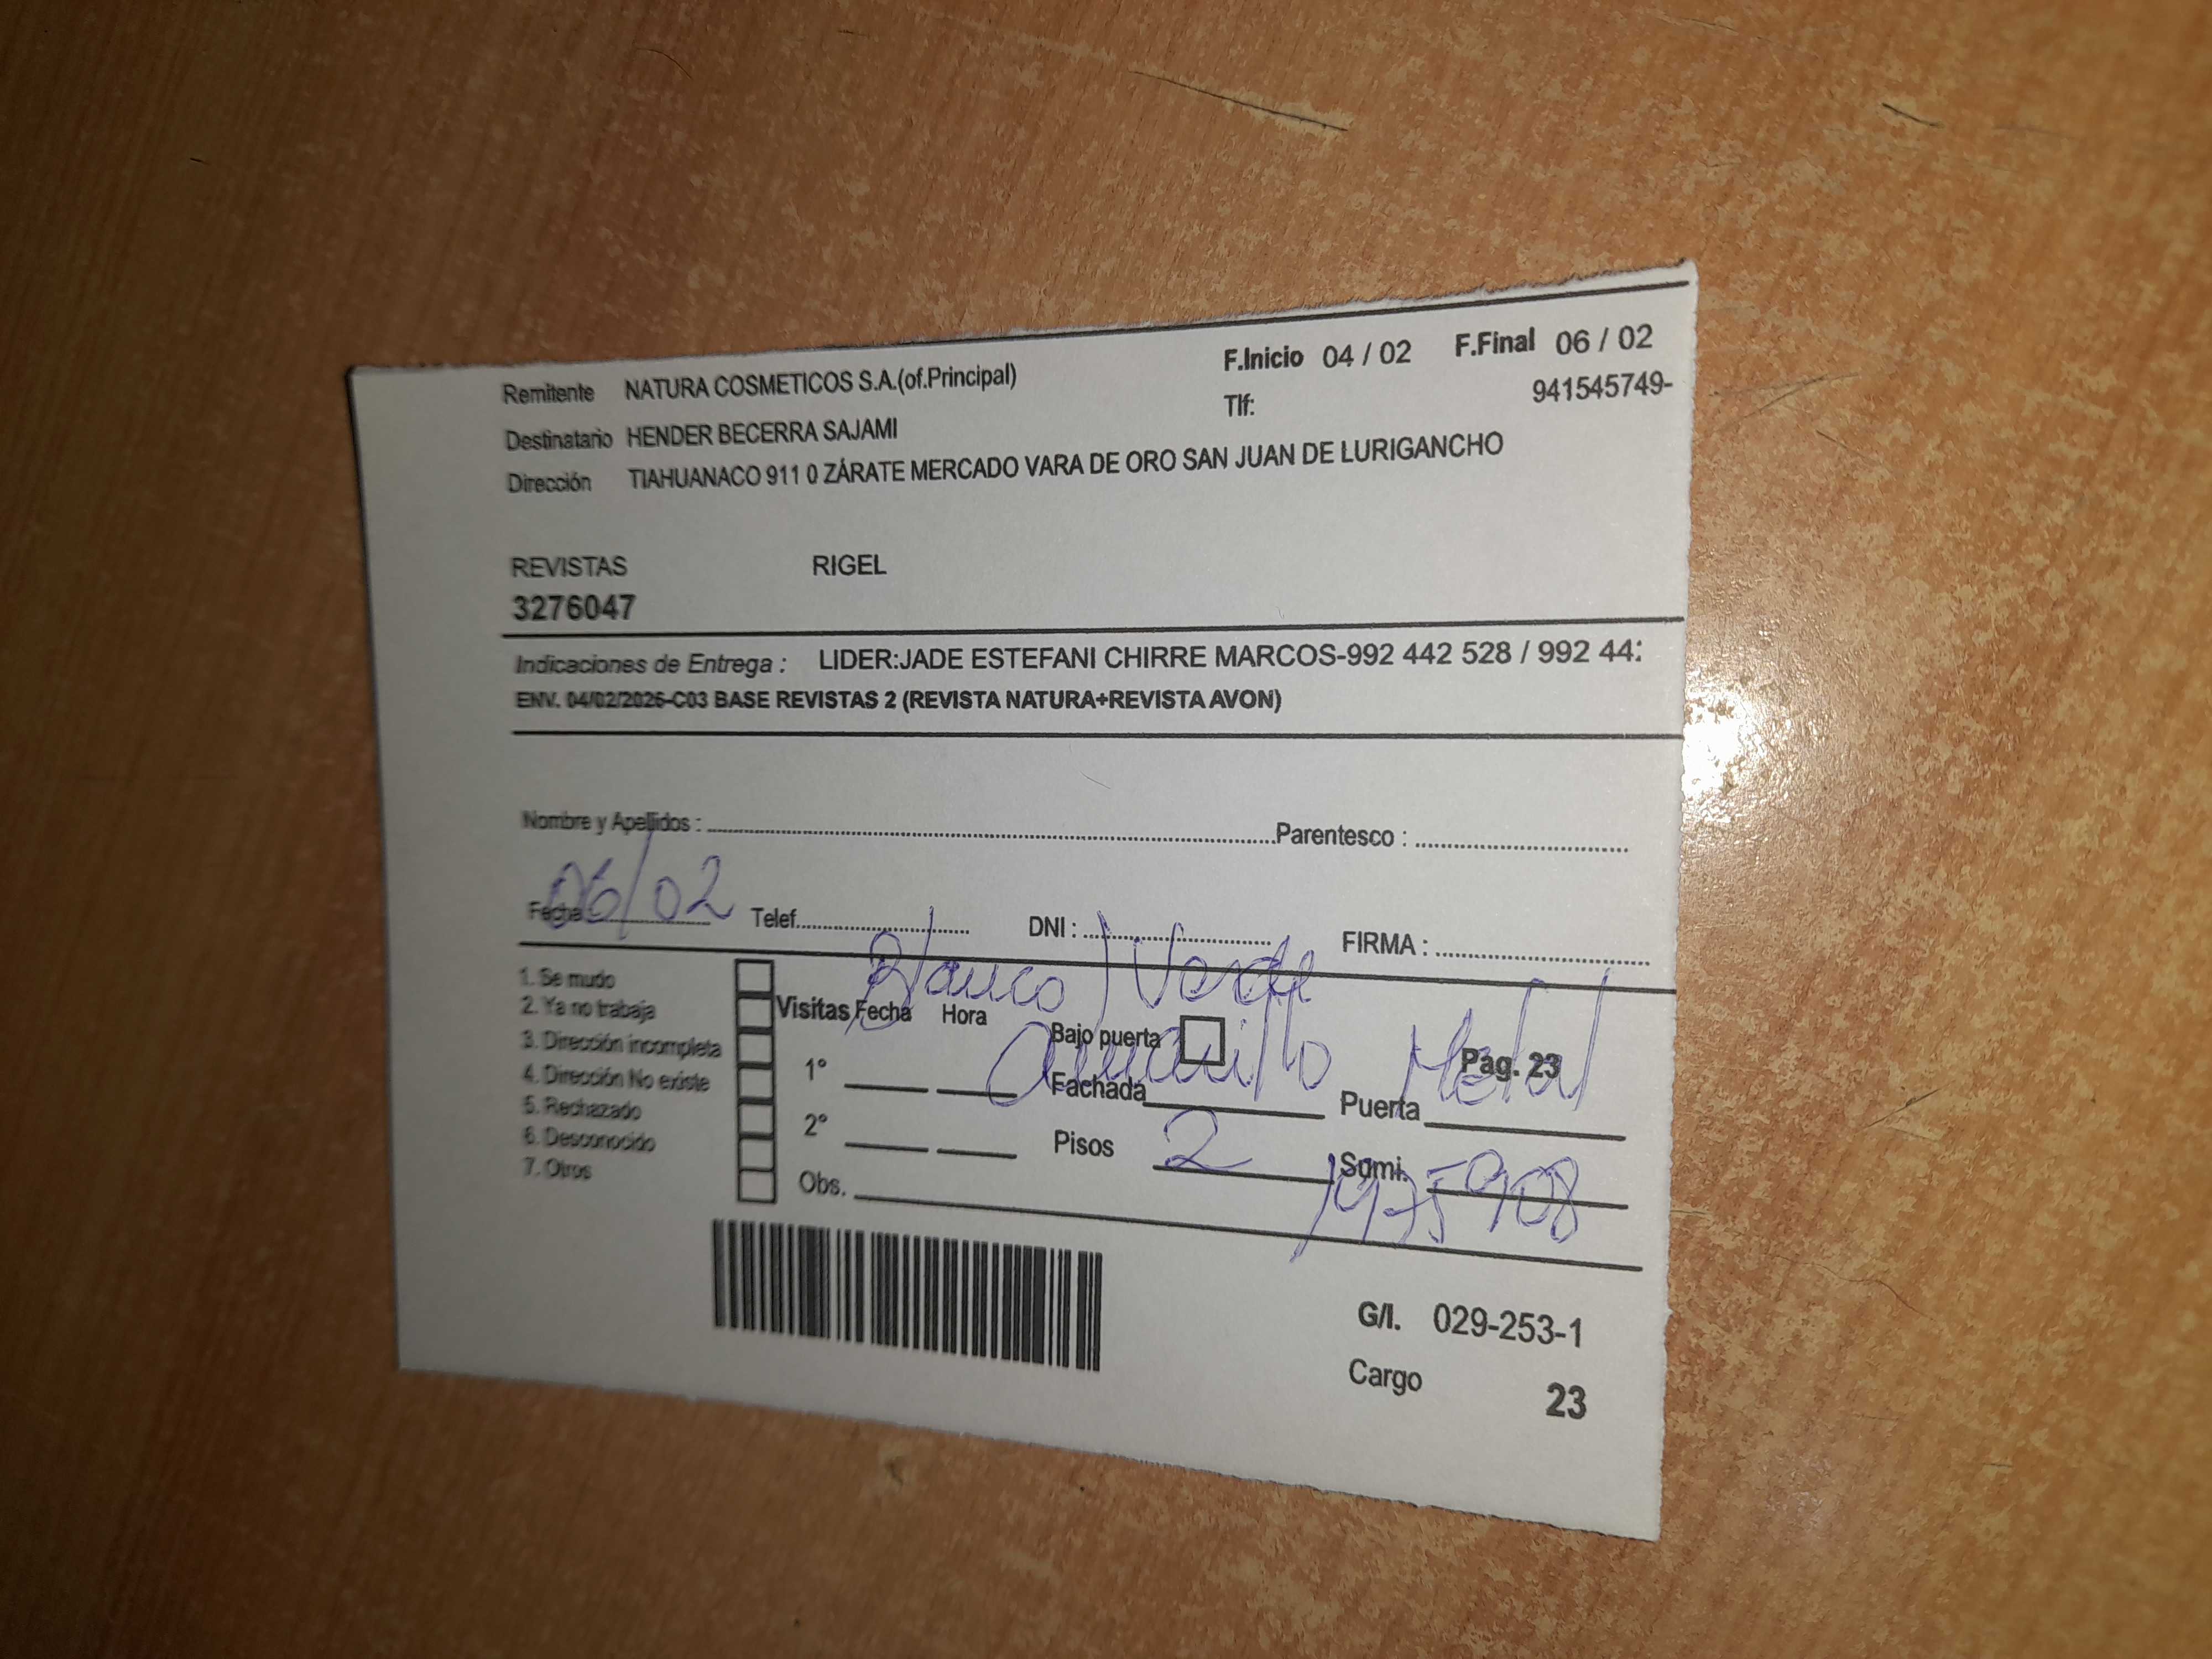 Remitente NATURA COSMETICOS S.A.(of.Principal) F.Inicio 04 / 02 F.Final 06 / 02
Tlf: 941545749-
Destinatario HENDER BECERRA SAJAMI
Dirección TIAHUANACO 911 0 ZÁRATE MERCADO VARA DE ORO SAN JUAN DE LURIGANCHO
REVISTAS RIGEL
3276047
Indicaciones de Entrega : LIDER:JADE ESTEFANI CHIRRE MARCOS-992 442 528 / 992 44
ENV. 04/02/2026-C03 BASE REVISTAS 2 (REVISTA NATURA+REVISTA AVON)
Nombre y Apellidos : Parentesco :
Fecha 06/02 Telef. DNI : FIRMA :
Blanco / Verde
1. Se mudo
2. Ya no trabaja
3. Dirección incompleta
4. Dirección No existe
5. Rechazado
6. Desconocido
7. Otros
Visitas Fecha Hora
1°
2°
Obs.
Bajo puerta
Pag. 23
Fachada Amarillo Puerta Metal
Pisos 2 Sumi. 1975908
G/I. 029-253-1
Cargo 23